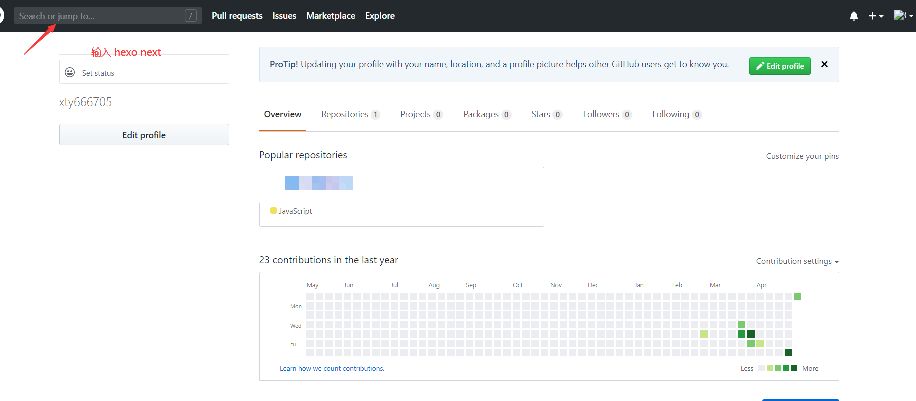 Search or jump to... /
Pull requests Issues Marketplace Explore
输入 hexo next
Set status
xty666705
Edit profile
ProTip! Updating your profile with your name, location, and a profile picture helps other GitHub users get to know you.
Edit profile
Overview Repositories 1 Projects 0 Packages 0 Stars 0 Followers 0 Following 0
Popular repositories
Customize your pins
JavaScript
23 contributions in the last year
Contribution settings
May Jun Jul Aug Sep Oct Nov Dec Jan Feb Mar Apr
Mon
Wed
Fri
Learn how we count contributions.
Less More